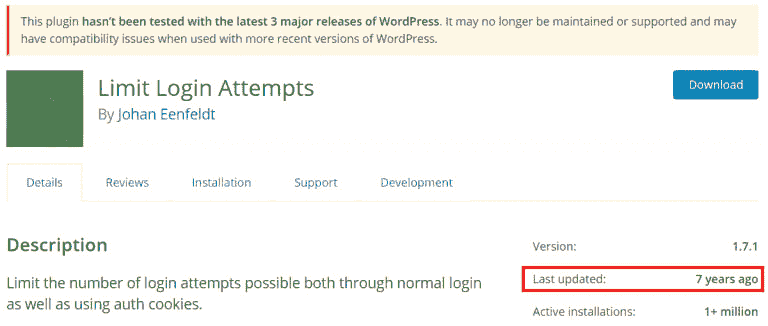 This plugin hasn't been tested with the latest 3 major releases of WordPress. It may no longer be maintained or supported and may
have compatibility issues when used with more recent versions of WordPress.
Limit Login Attempts
Download
By Johan Eenfeldt
Details Reviews Installation Support Development
Description
Version: 1.7.1
Limit the number of login attempts possible both through normal login
Last updated: 7 years ago
as well as using auth cookies.
Active installations: 1+ million